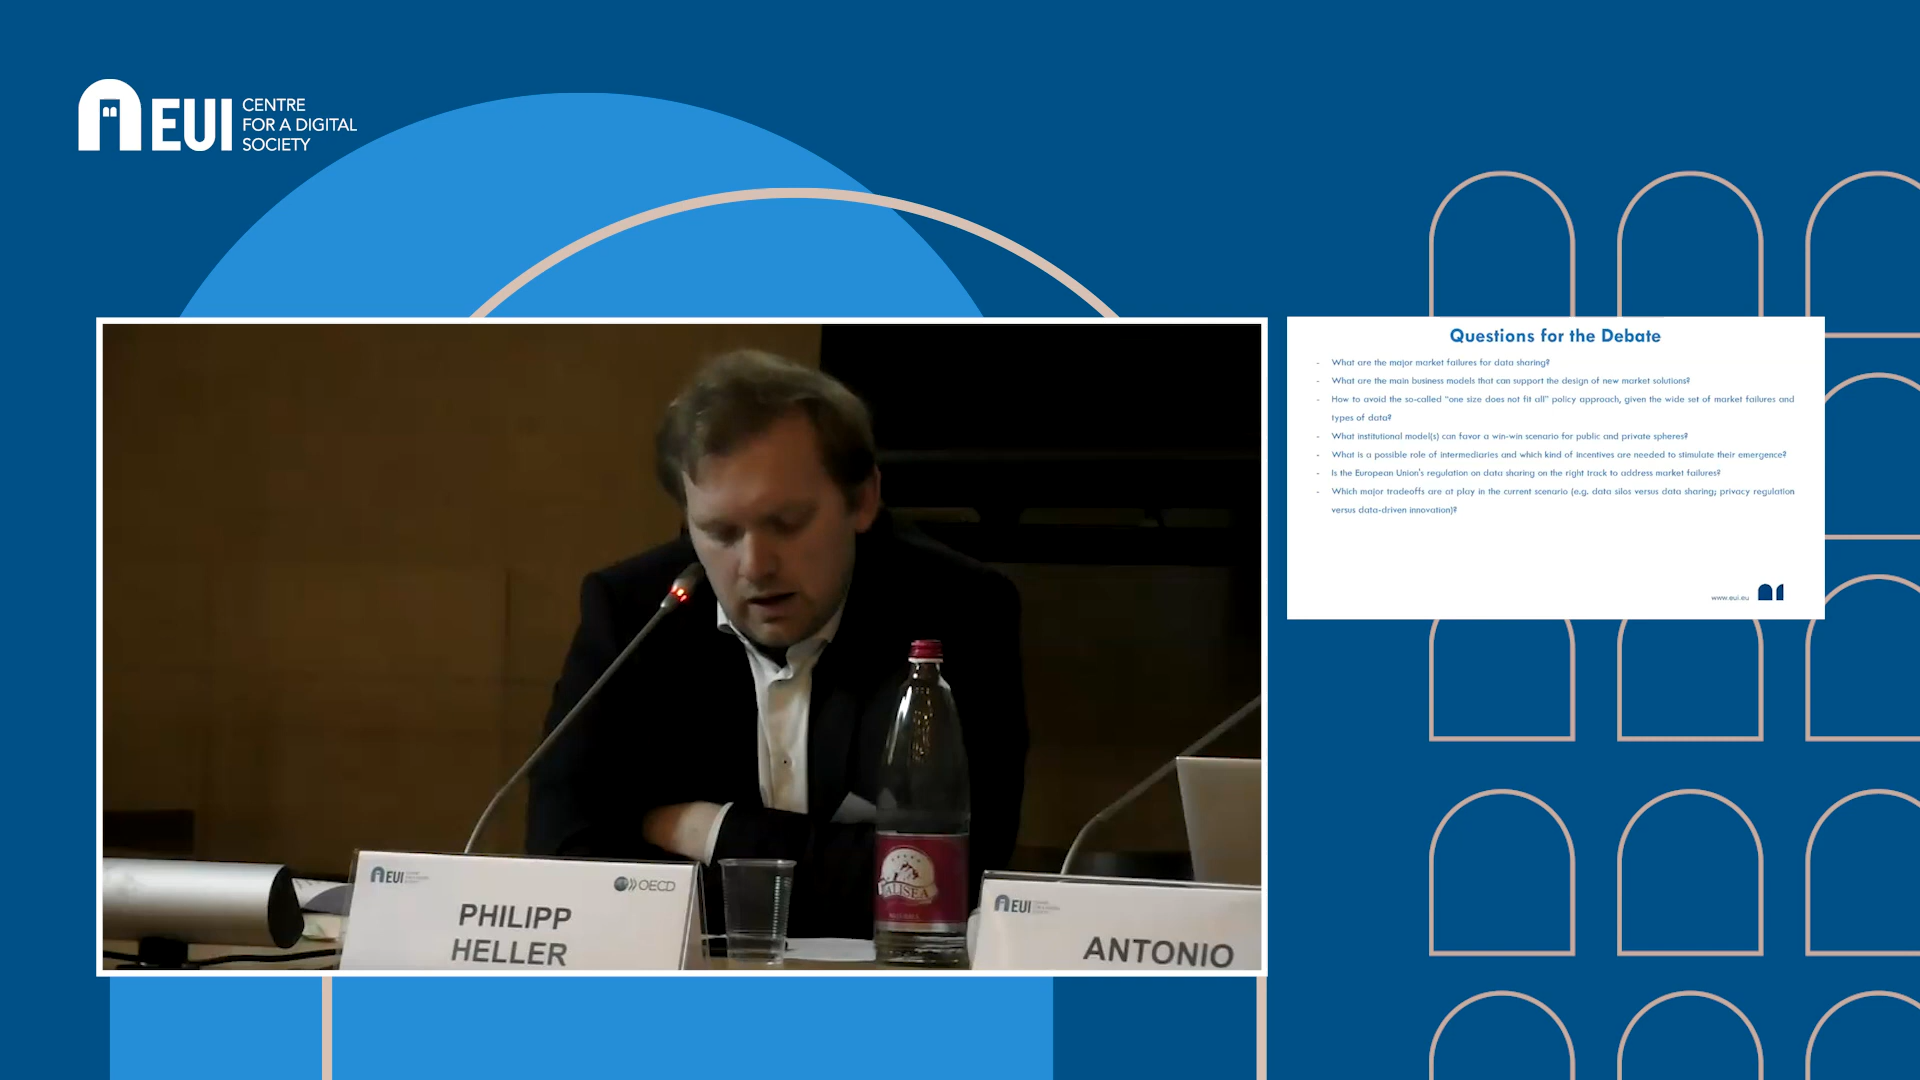 EUI
CENTRE
FOR A DIGITAL
SOCIETY
Questions for the Debate
- What are the major market failures for data sharing?
- What are the main business models that can support the design of new market solutions?
- How to avoid the so-called “one size does not fit all” policy approach, given the wide set of market failures and
types of data?
- What institutional model(s) can favor a win-win scenario for public and private spheres?
- What is a possible role of intermediaries and which kind of incentives are needed to stimulate their emergence?
- Is the European Union's regulation on data sharing on the right track to address market failures?
- Which major tradeoffs are at play in the current scenario (e.g. data silos versus data sharing; privacy regulation
versus data-driven innovation)?
www.eui.eu
EUI
OECD
PHILIPP
HELLER
EUI
ANTONIO